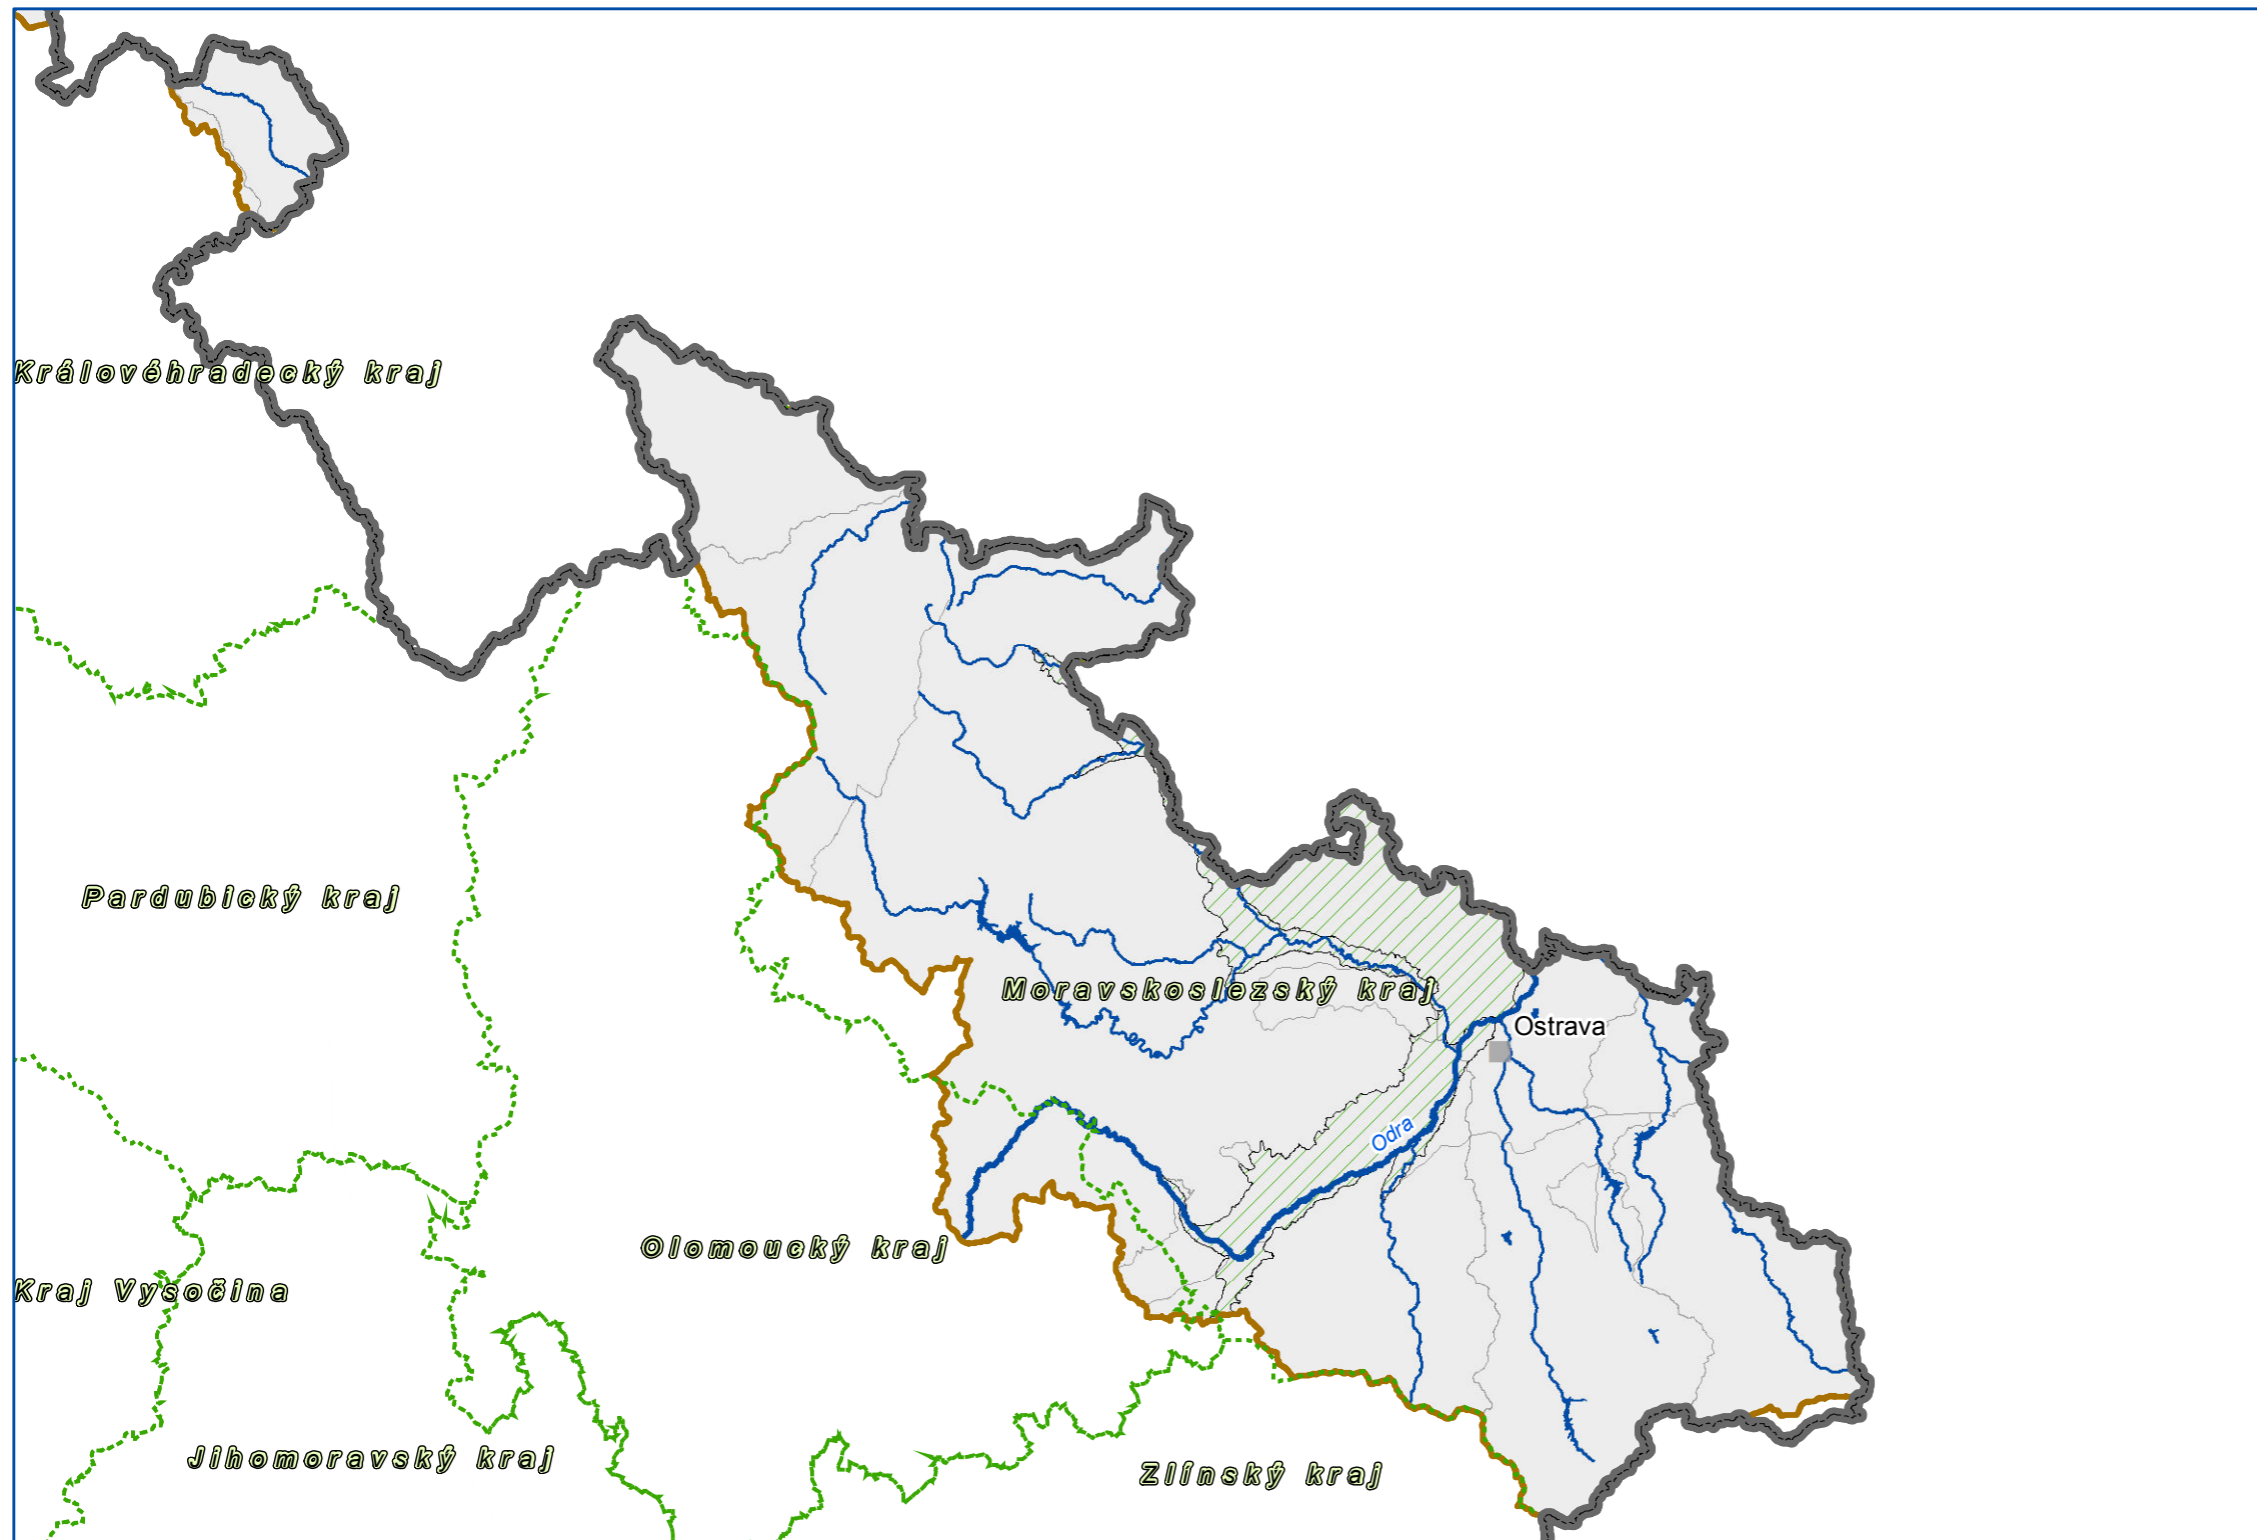 Královéhradecký kraj
Pardubický kraj
Moravskoslezský kraj
Ostrava
Odra
Olomoucký kraj
Kraj Vysočina
Jihomoravský kraj
Zlínský kraj